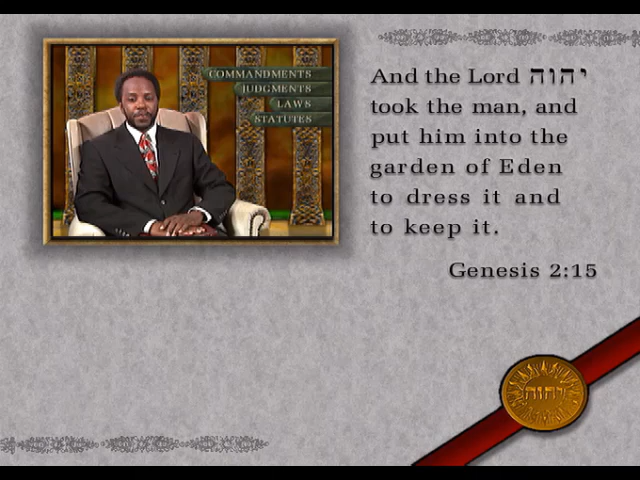 COMMANDMENTS
JUDGMENTS
LAWS
STATUTES
And the Lord יהוה
took the man, and
put him into the
garden of Eden
to dress it and
to keep it.
Genesis 2:15
יהוה